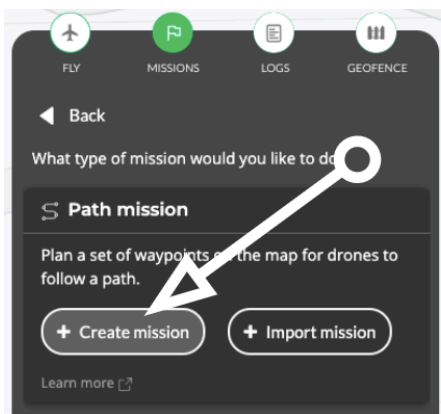 FLY MISSIONS LOGS GEOFENCE
Back
What type of mission would you like to do
Path mission
Plan a set of waypoints on the map for drones to
follow a path.
+ Create mission + Import mission
Learn more